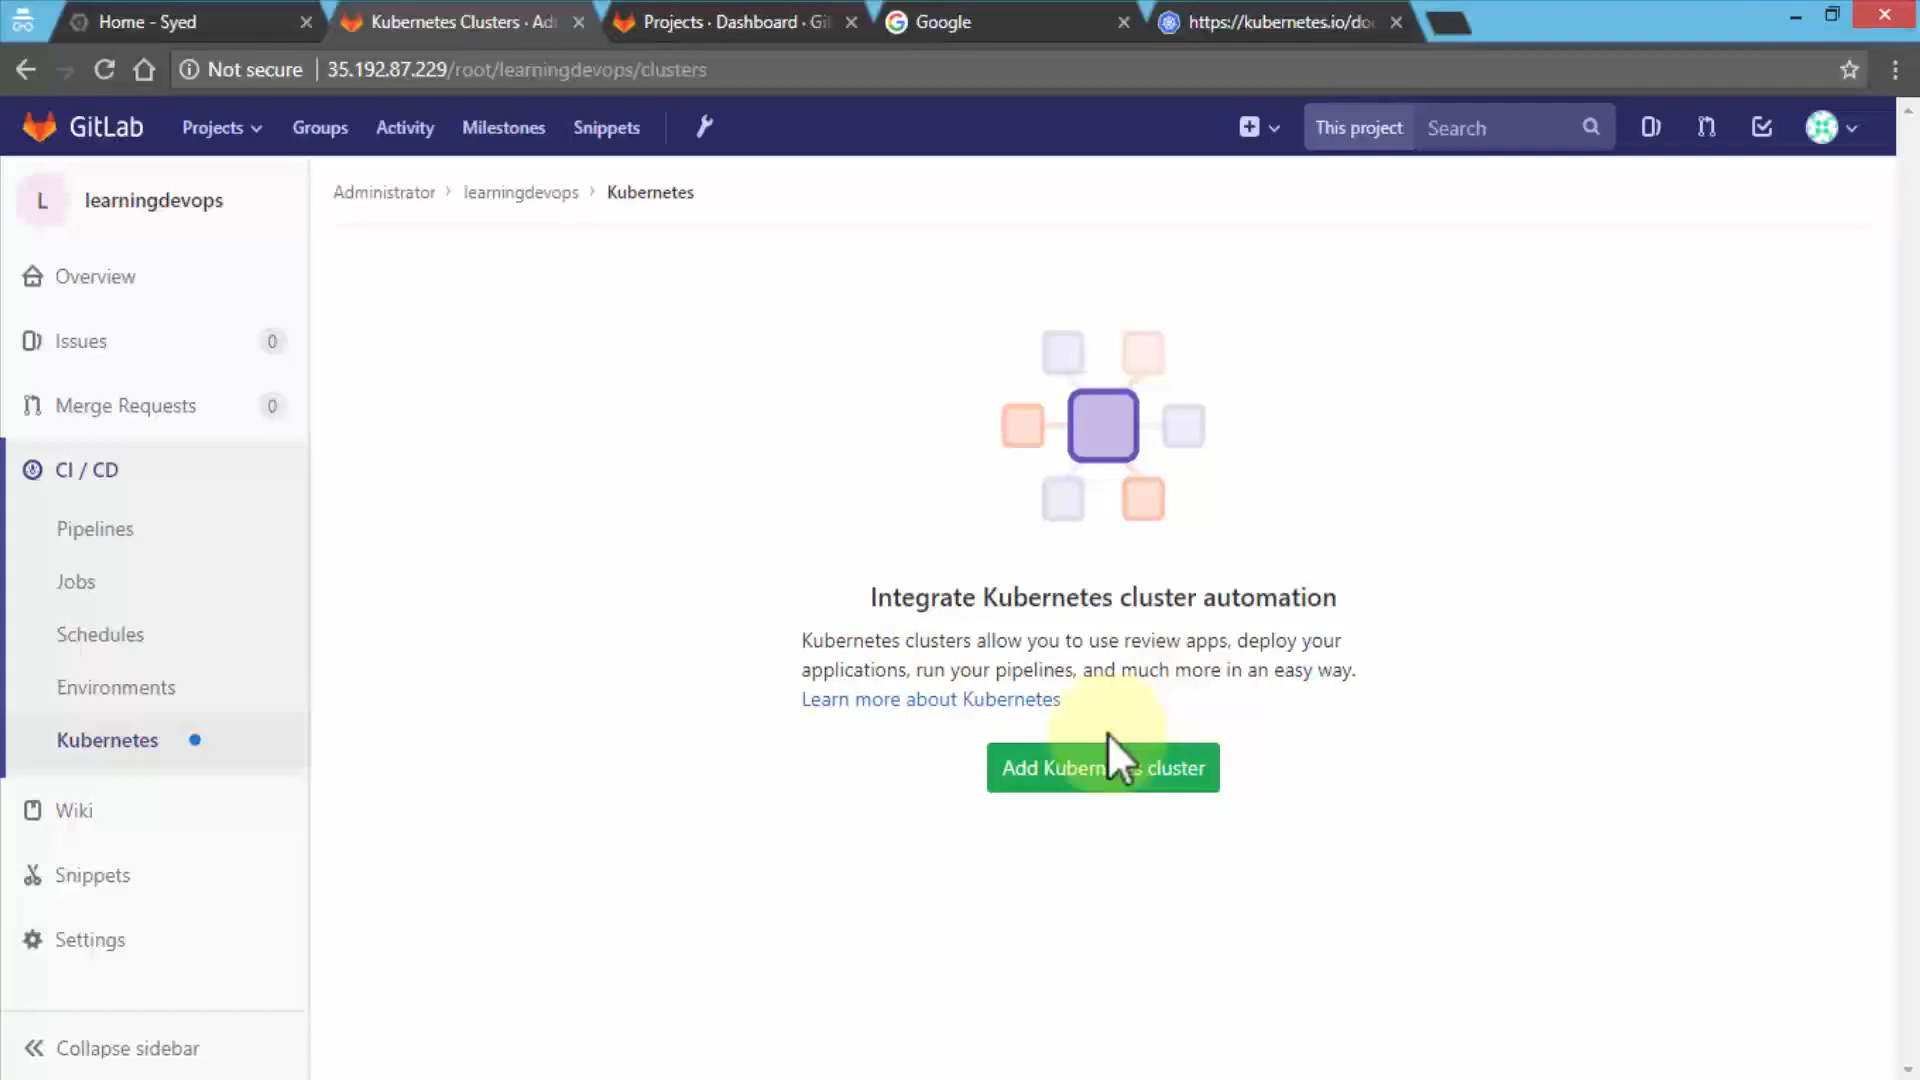 Home - Syed
Kubernetes Clusters · Ad
Projects · Dashboard · Git
Google
https://kubernetes.io/do
Not secure
35.192.87.229/root/learningdevops/clusters
GitLab
Projects
Groups
Activity
Milestones
Snippets
This project
Search
L
learningdevops
Administrator
learningdevops
Kubernetes
Overview
Issues
0
Merge Requests
0
CI / CD
Pipelines
Jobs
Schedules
Environments
Kubernetes
Wiki
Snippets
Settings
Collapse sidebar
Integrate Kubernetes cluster automation
Kubernetes clusters allow you to use review apps, deploy your
applications, run your pipelines, and much more in an easy way.
Learn more about Kubernetes
Add Kubernetes cluster